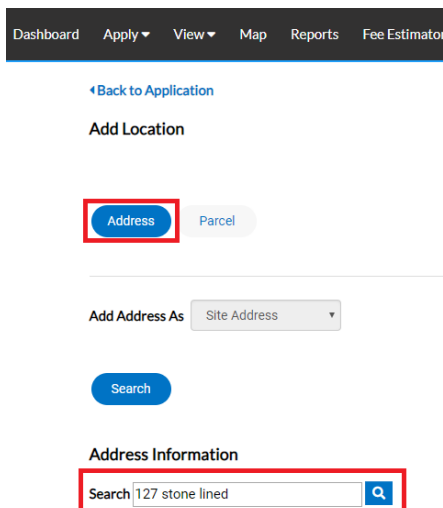 Dashboard Apply View Map Reports Fee Estimator
Back to Application
Add Location
Address Parcel
Add Address As Site Address
Search
Address Information
Search 127 stone lined